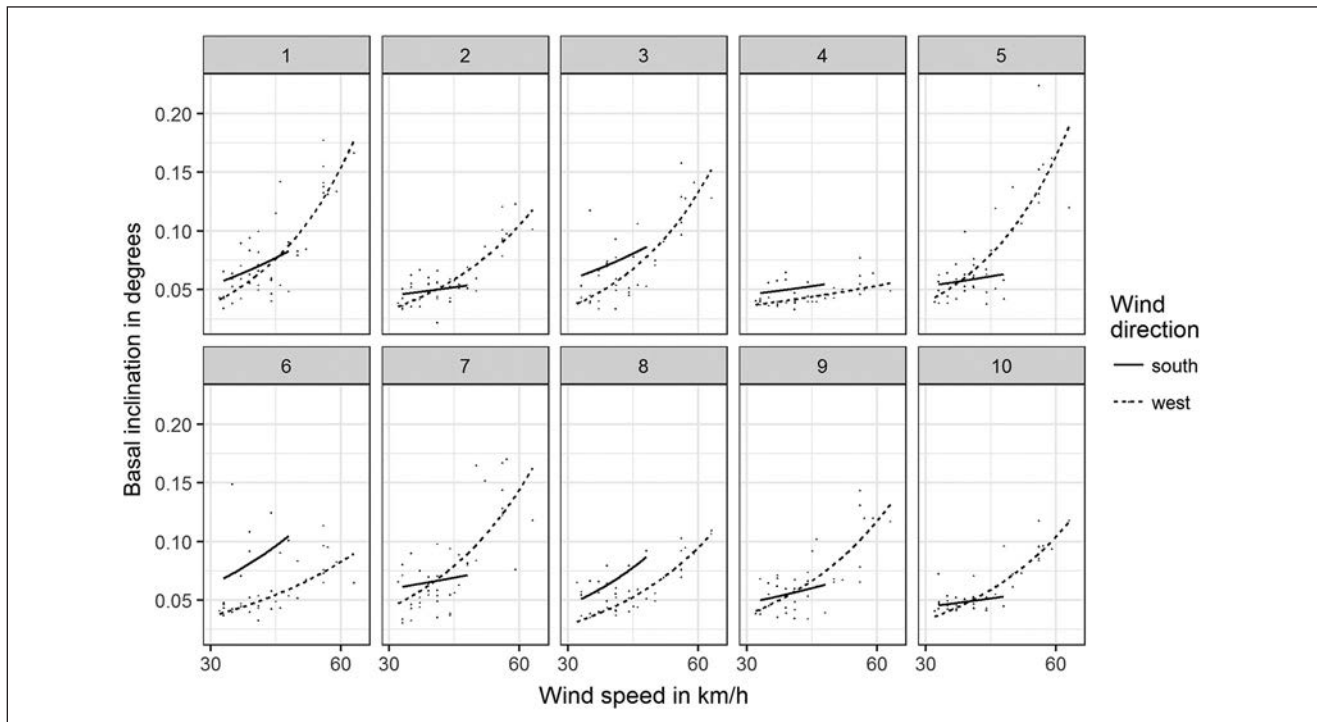 1 2 3 4 5
0.20
0.15
0.10
0.05
6 7 8 9 10
0.20
0.15
0.10
0.05
30 60 30 60 30 60 30 60 30 60
Basal inclination in degrees
Wind speed in km/h
Wind
direction
south
west